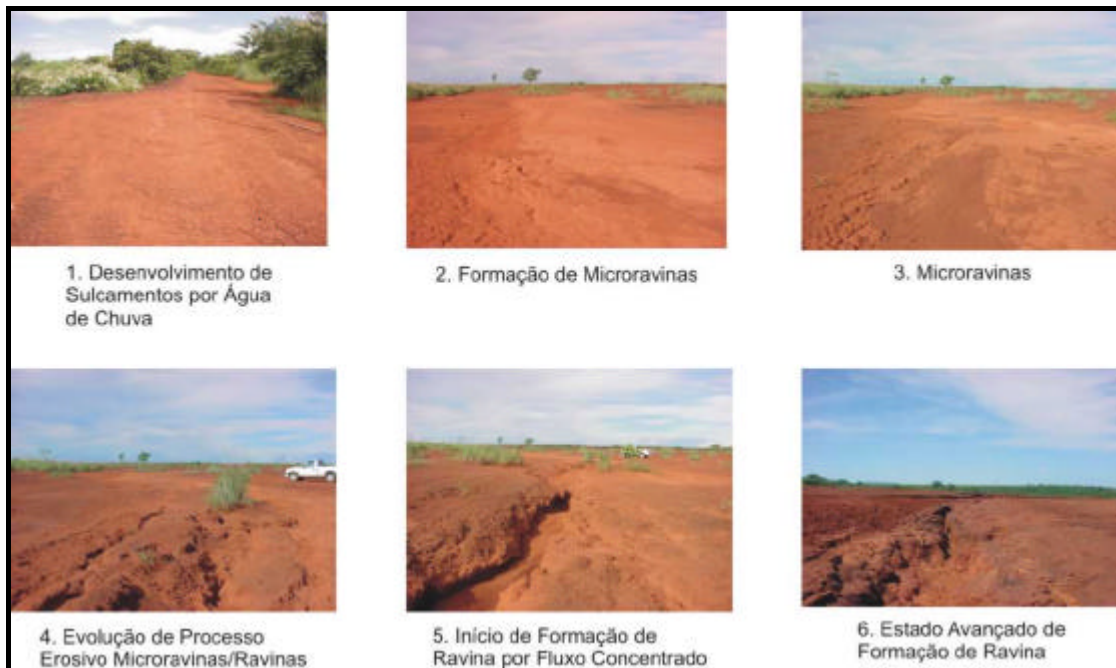 1. Desenvolvimento de
Sulcamentos por Água
de Chuva
2. Formação de Microravinas
3. Microravinas
4. Evolução de Processo
Erosivo Microravinas/Ravinas
5. Início de Formação de
Ravina por Fluxo Concentrado
6. Estado Avançado de
Formação de Ravina